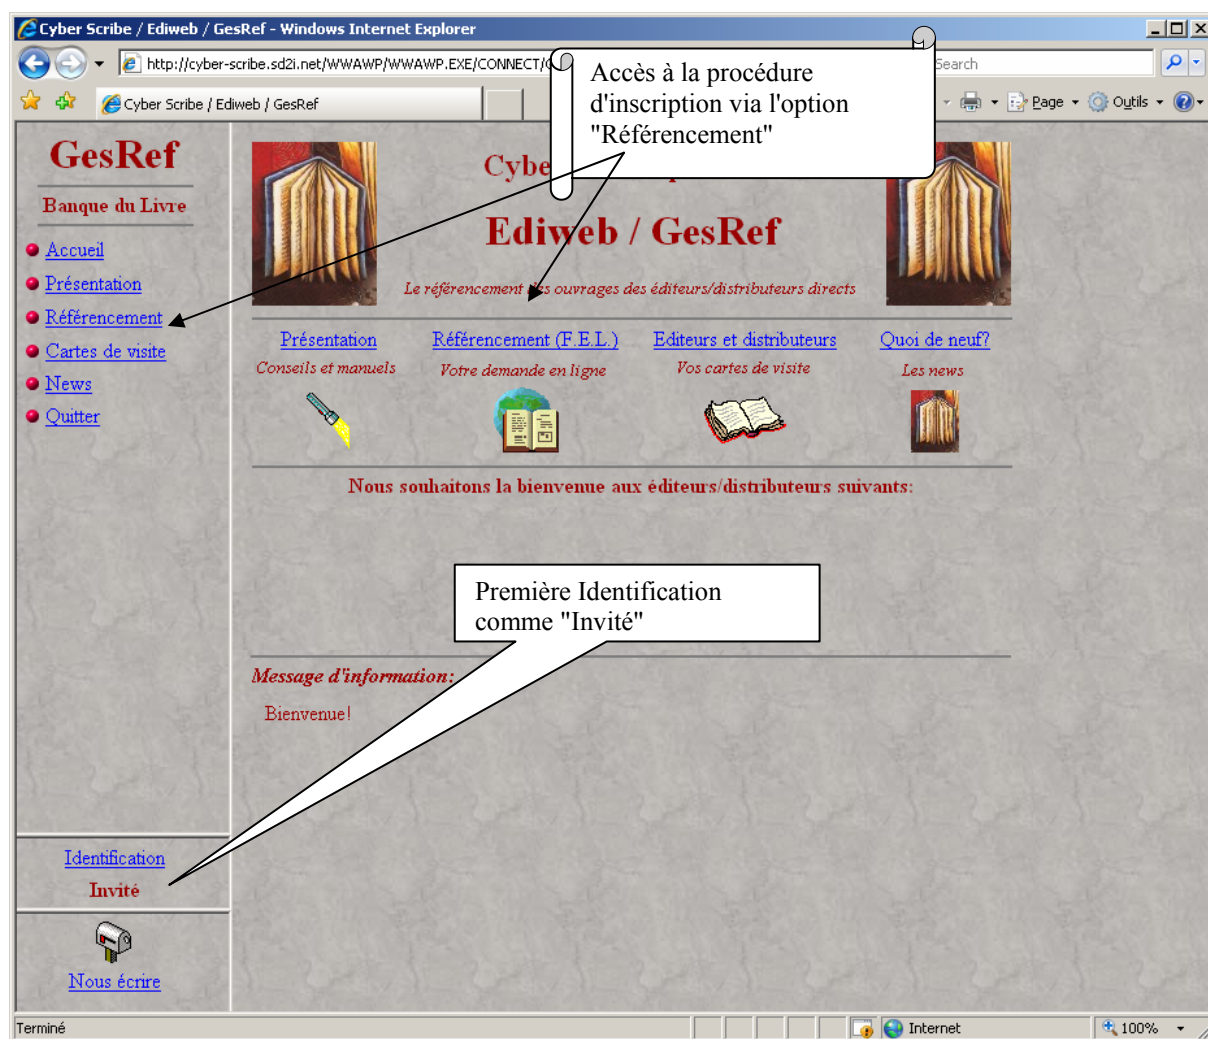 Cyber Scribe / Ediweb / GesRef - Windows Internet Explorer
http://cyber-scribe.sd2i.net/WWAWP/WWAWP.EXE/CONNECT/
Search
Cyber Scribe / Ediweb / GesRef
Page
Outils
Accès à la procédure
d'inscription via l'option
"Référencement"
GesRef
Banque du Livre
Accueil
Présentation
Référencement
Cartes de visite
News
Quitter
Ediweb / GesRef
Le référencement des ouvrages des éditeurs/distributeurs directs
Présentation
Conseils et manuels
Référencement (F.E.L.)
Votre demande en ligne
Editeurs et distributeurs
Vos cartes de visite
Quoi de neuf?
Les news
Nous souhaitons la bienvenue aux éditeurs/distributeurs suivants:
Première Identification
comme "Invité"
Message d'information:
Bienvenue!
Identification
Invité
Nous écrire
Terminé
Internet
100%